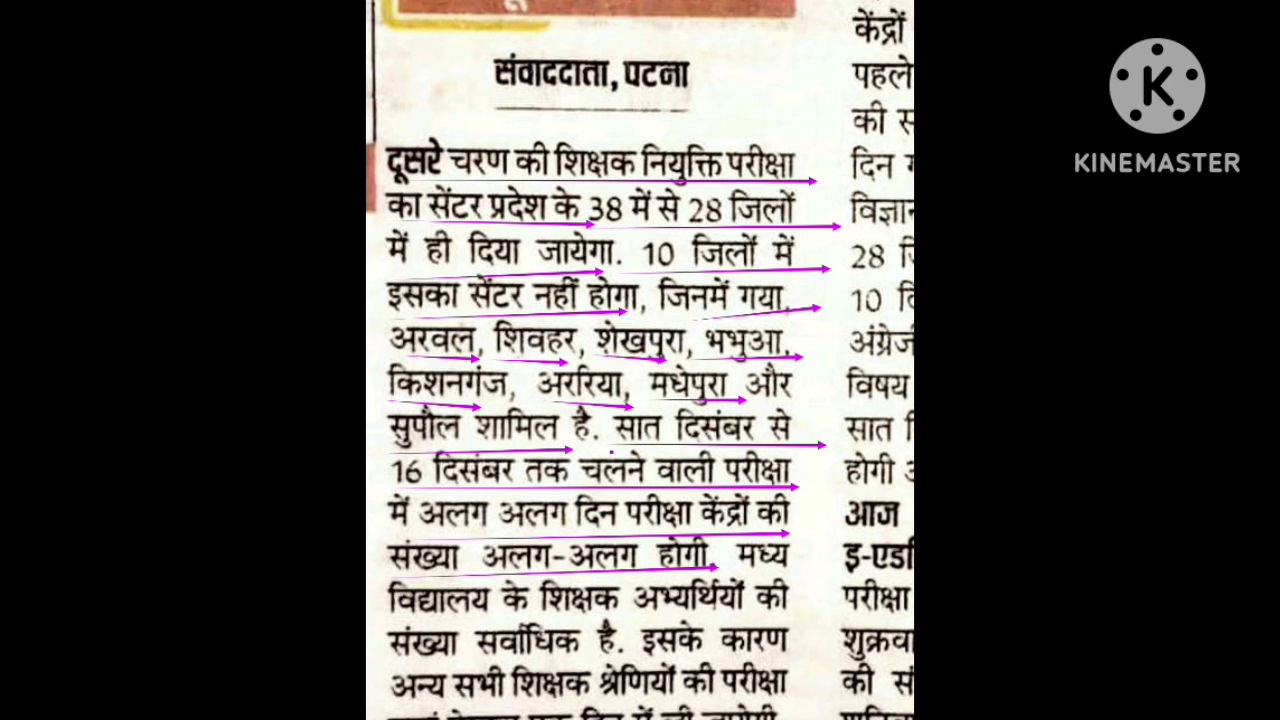 संवाददाता, पटना
दूसरे चरण की शिक्षक नियुक्ति परीक्षा
का सेंटर प्रदेश के 38 में से 28 जिलों
में ही दिया जायेगा. 10 जिलों में
इसका सेंटर नहीं होगा, जिनमें गया,
अरवल, शिवहर, शेखपुरा, भभुआ,
किशनगंज, अररिया, मधेपुरा और
सुपौल शामिल है. सात दिसंबर से
16 दिसंबर तक चलने वाली परीक्षा
में अलग अलग दिन परीक्षा केंद्रों की
संख्या अलग-अलग होगी. मध्य
विद्यालय के शिक्षक अभ्यर्थियों की
संख्या सर्वाधिक है. इसके कारण
अन्य सभी शिक्षक श्रेणियों की परीक्षा
केंद्रों
पहले
की
दिन
28
10
विषय
सात
होगी
आज
परीक्षा
की
K
KINEMASTER